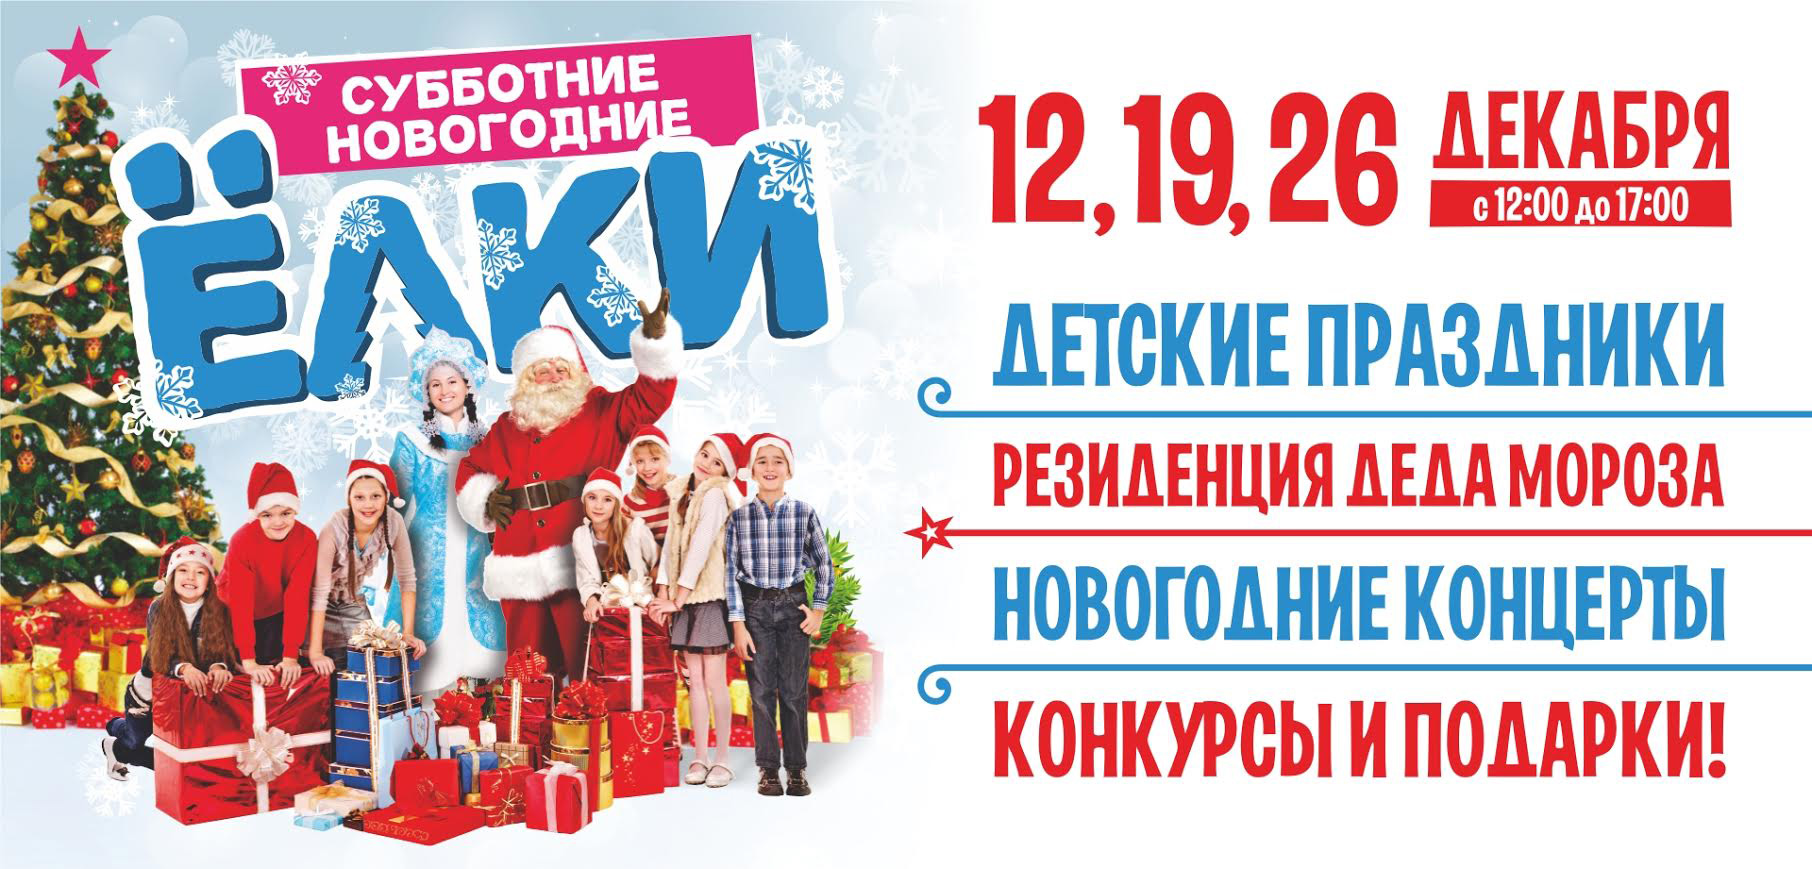 СУББОТНИЕ
НОВОГОДНИЕ
ЁЛКИ
12, 19, 26 ДЕКАБРЯ
с 12:00 до 17:00
ДЕТСКИЕ ПРАЗДНИКИ
РЕЗИДЕНЦИЯ ДЕДА МОРОЗА
НОВОГОДНИЕ КОНЦЕРТЫ
КОНКУРСЫ И ПОДАРКИ!